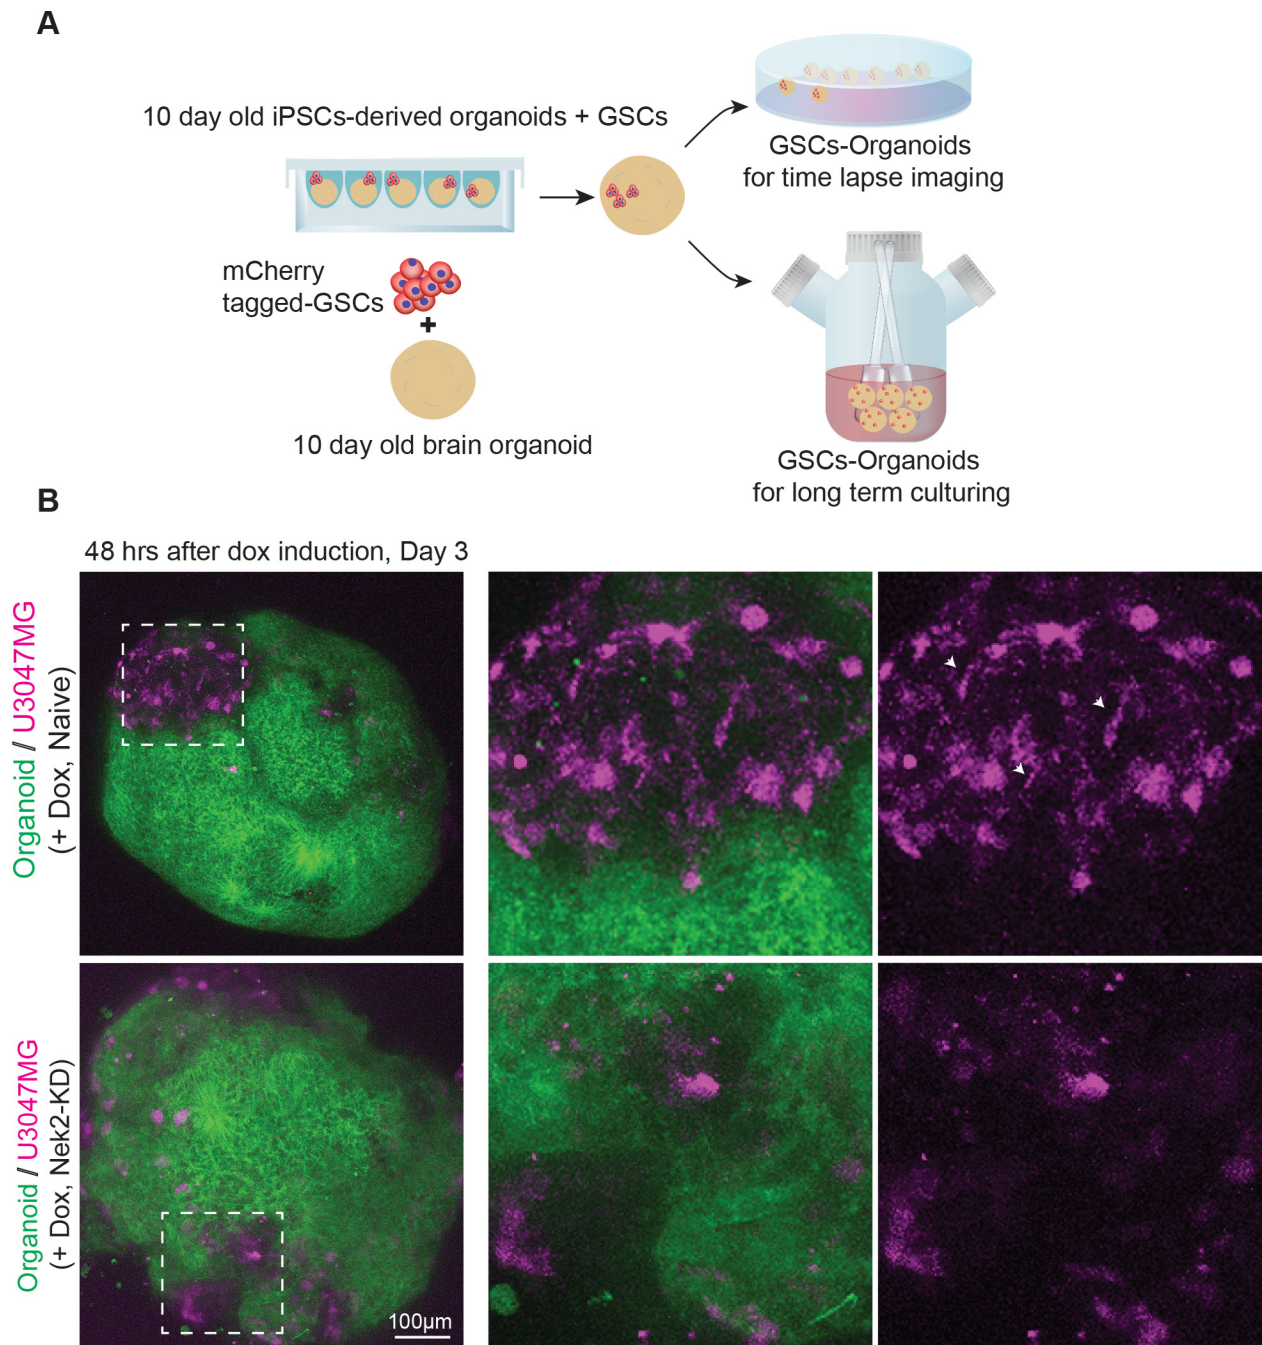 A
10 day old iPSCs-derived organoids + GSCs
mCherry
tagged-GSCs
+
10 day old brain organoid
GSCs-Organoids
for time lapse imaging
GSCs-Organoids
for long term culturing
B
48 hrs after dox induction, Day 3
Organoid / U3047MG
(+ Dox, Naive)
Organoid / U3047MG
(+ Dox, Nek2-KD)
100µm